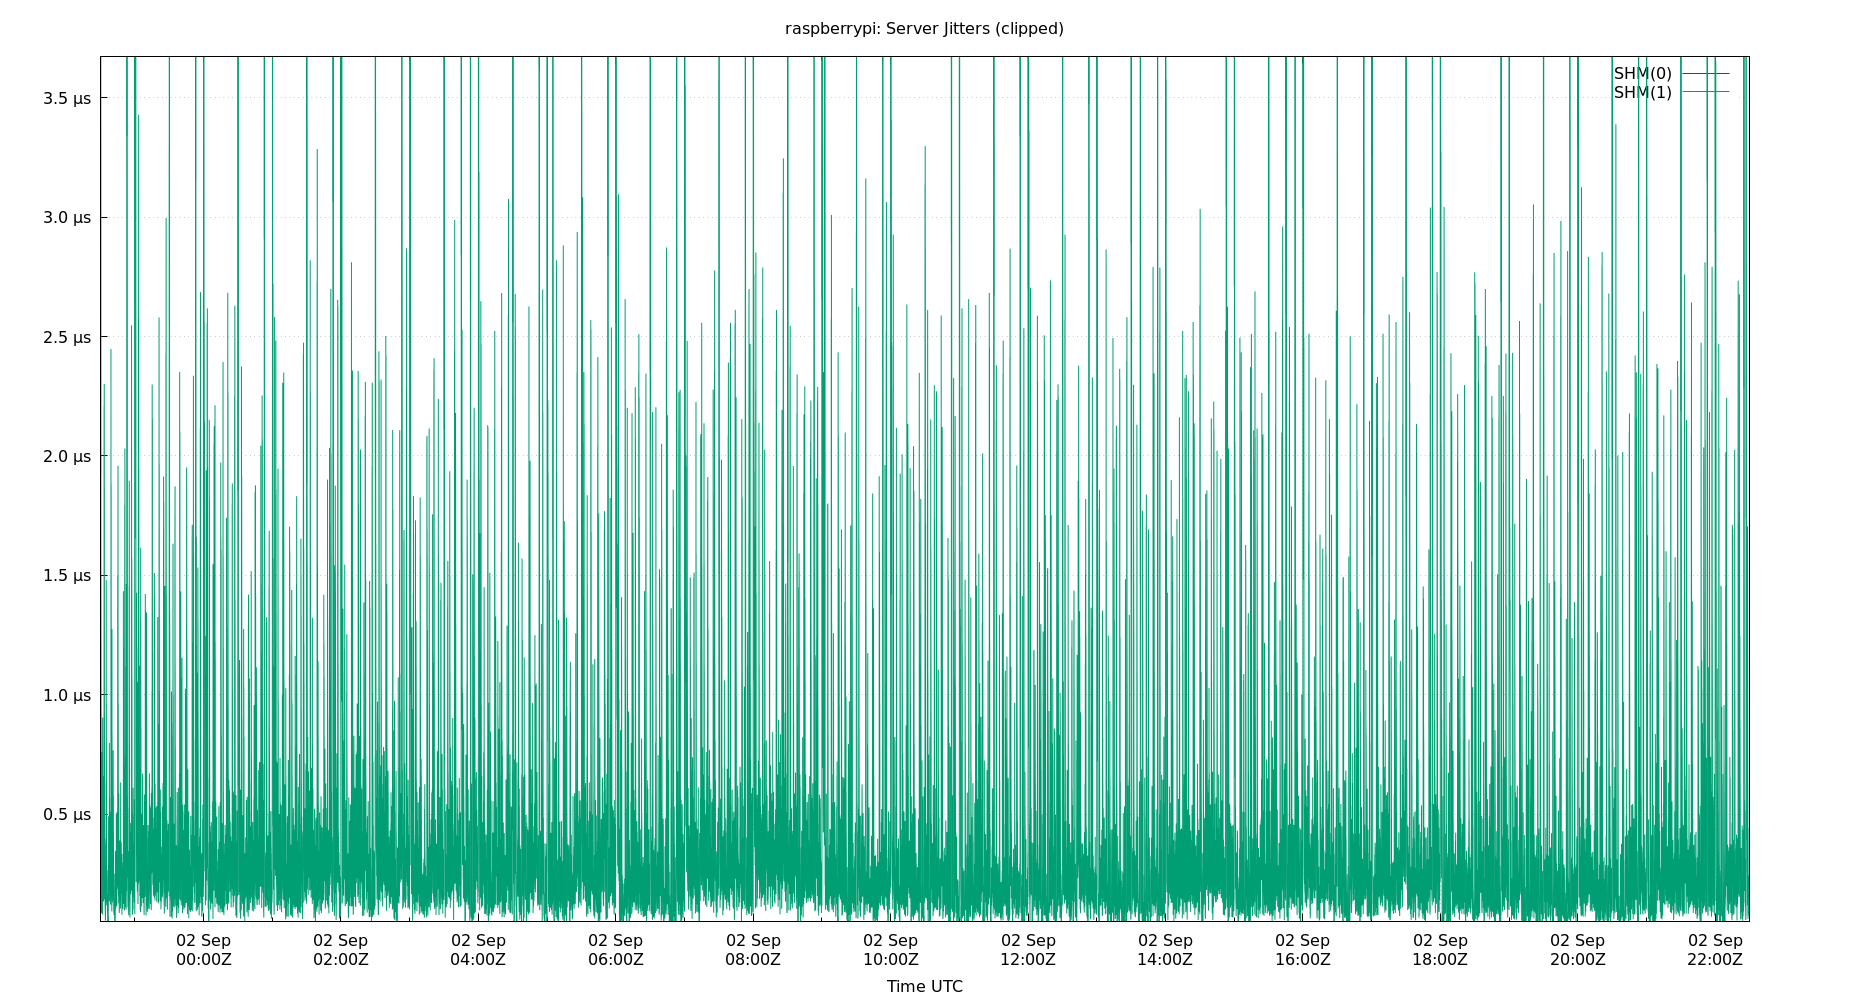 raspberrypi: Server Jitters (clipped)
SHM(0)
SHM(1)
3.5 µs
3.0 µs
2.5 µs
2.0 µs
1.5 µs
1.0 µs
0.5 µs
02 Sep 02 Sep 02 Sep 02 Sep 02 Sep 02 Sep 02 Sep 02 Sep 02 Sep 02 Sep 02 Sep 02 Sep
00:00Z 02:00Z 04:00Z 06:00Z 08:00Z 10:00Z 12:00Z 14:00Z 16:00Z 18:00Z 20:00Z 22:00Z
Time UTC